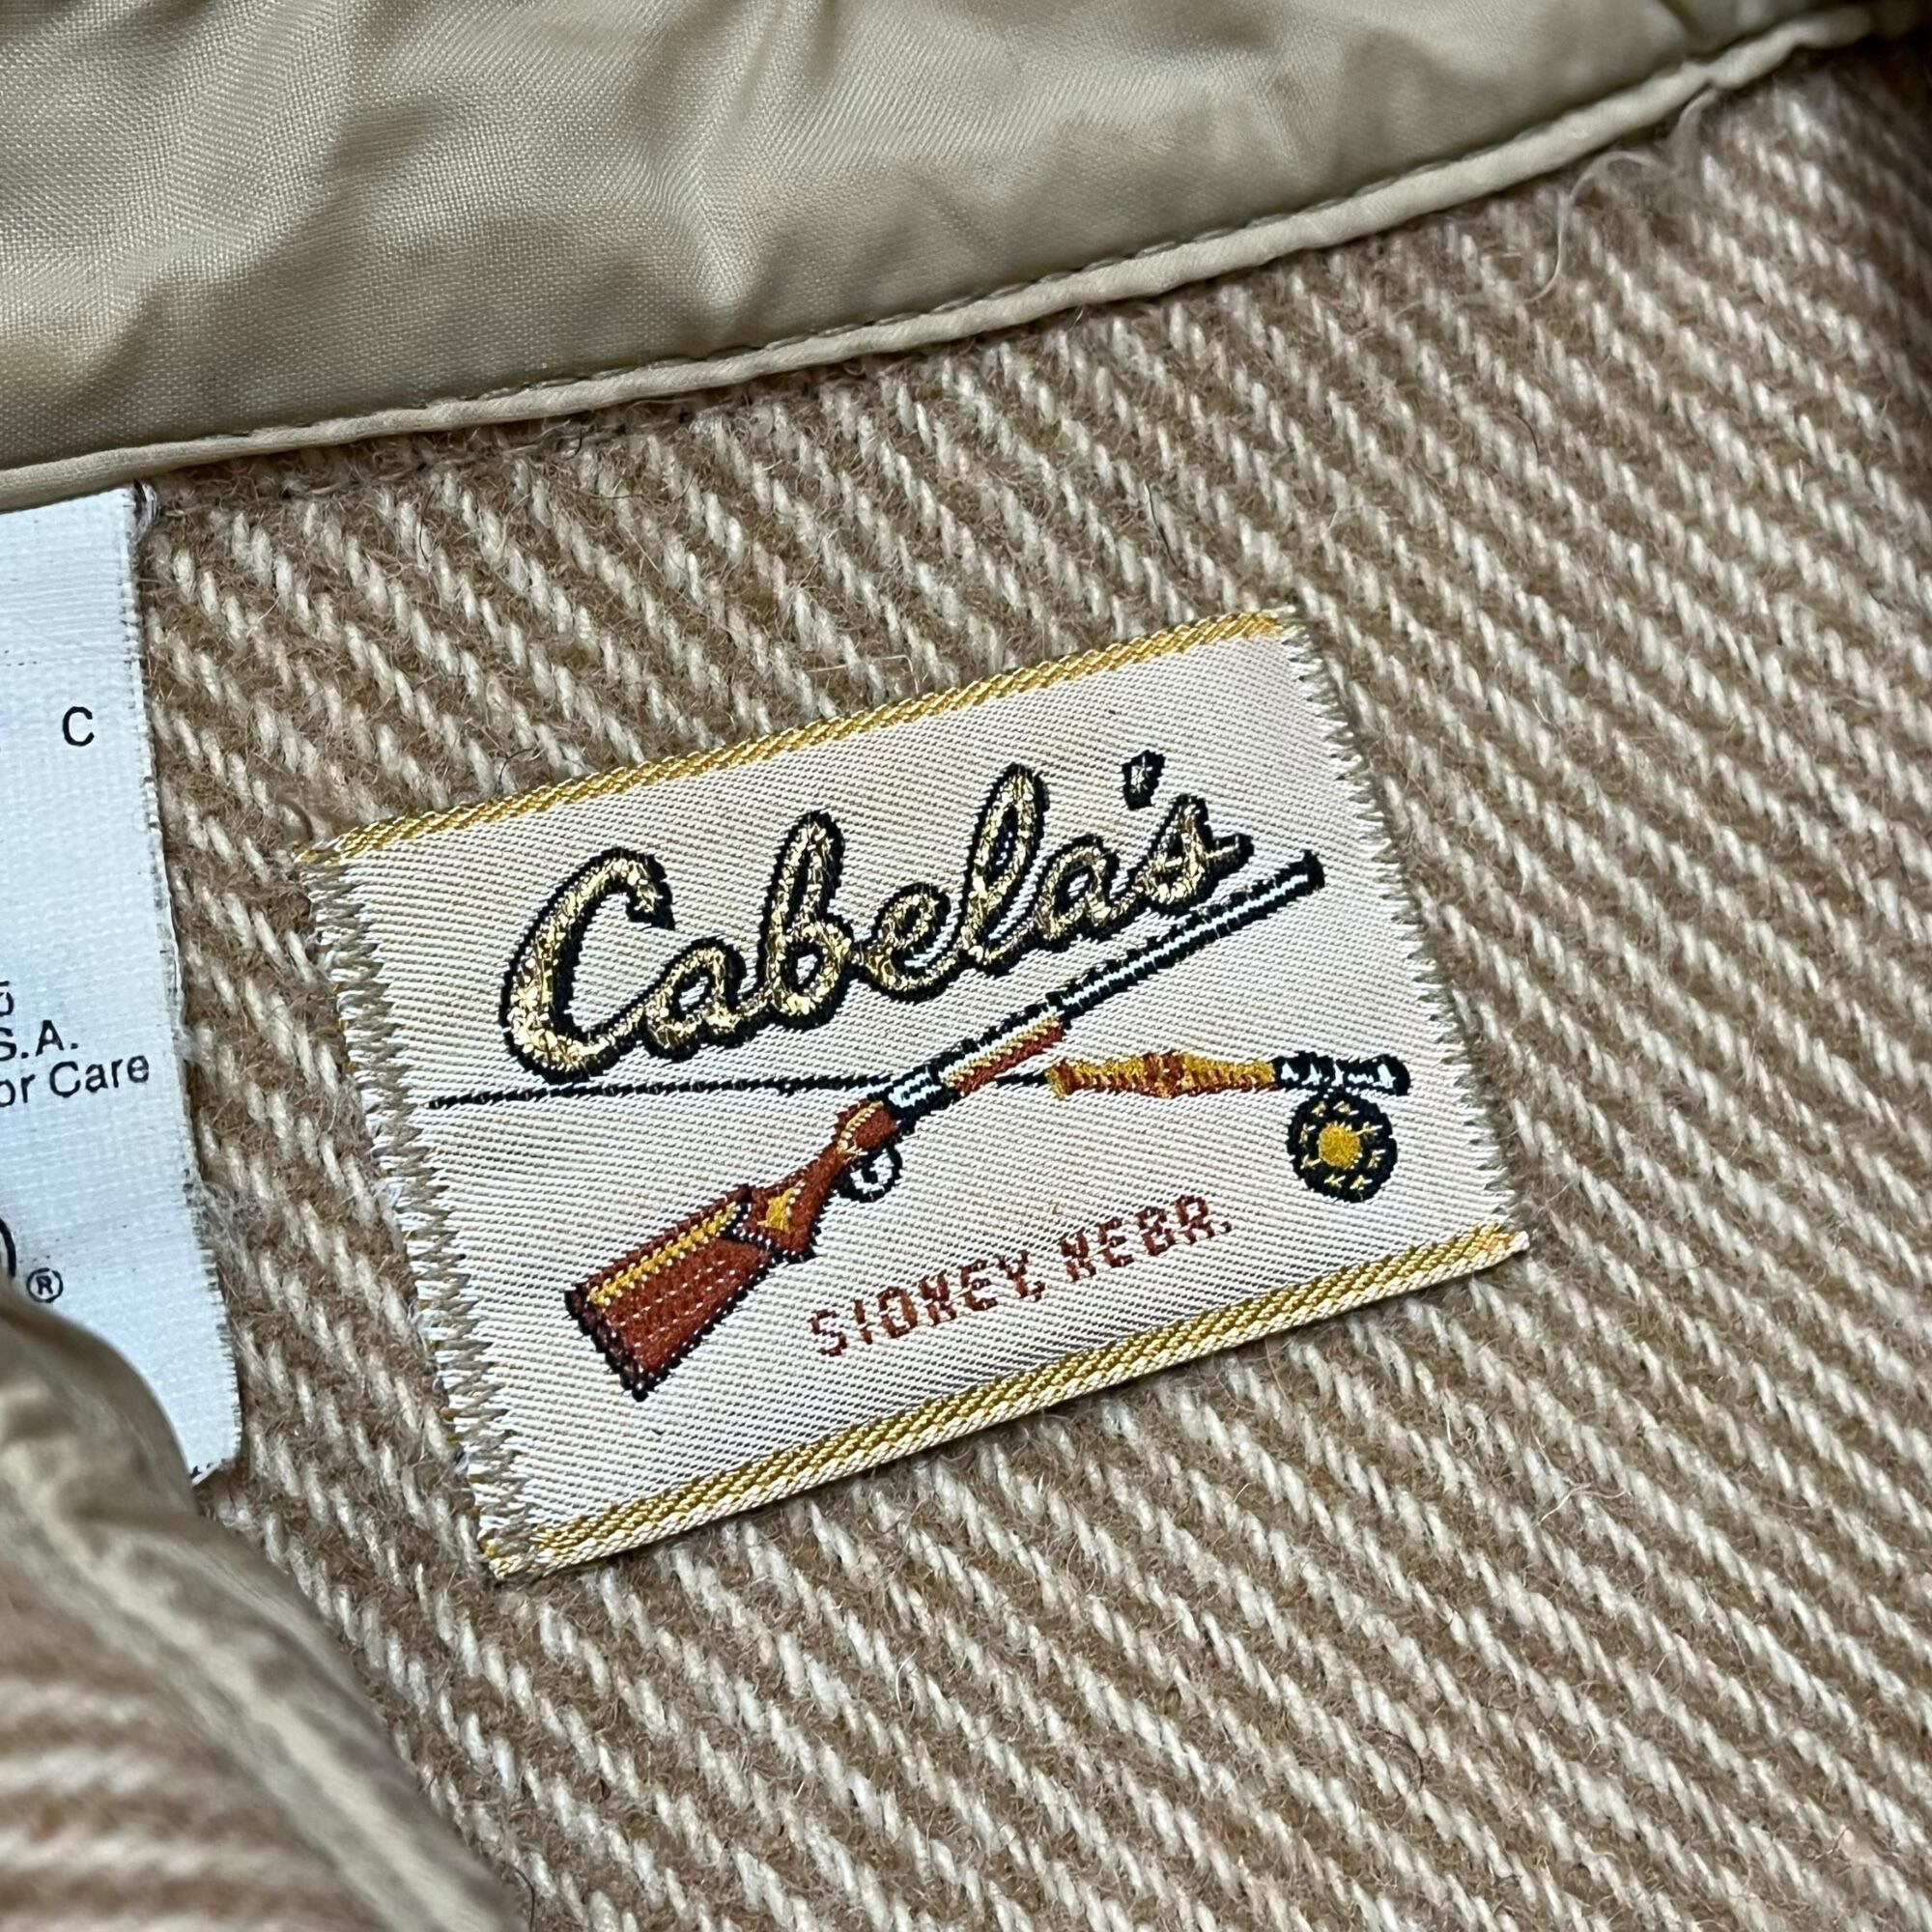 C
S.A.
or Care
®
Cabela's
SIDNEY, NEBR.